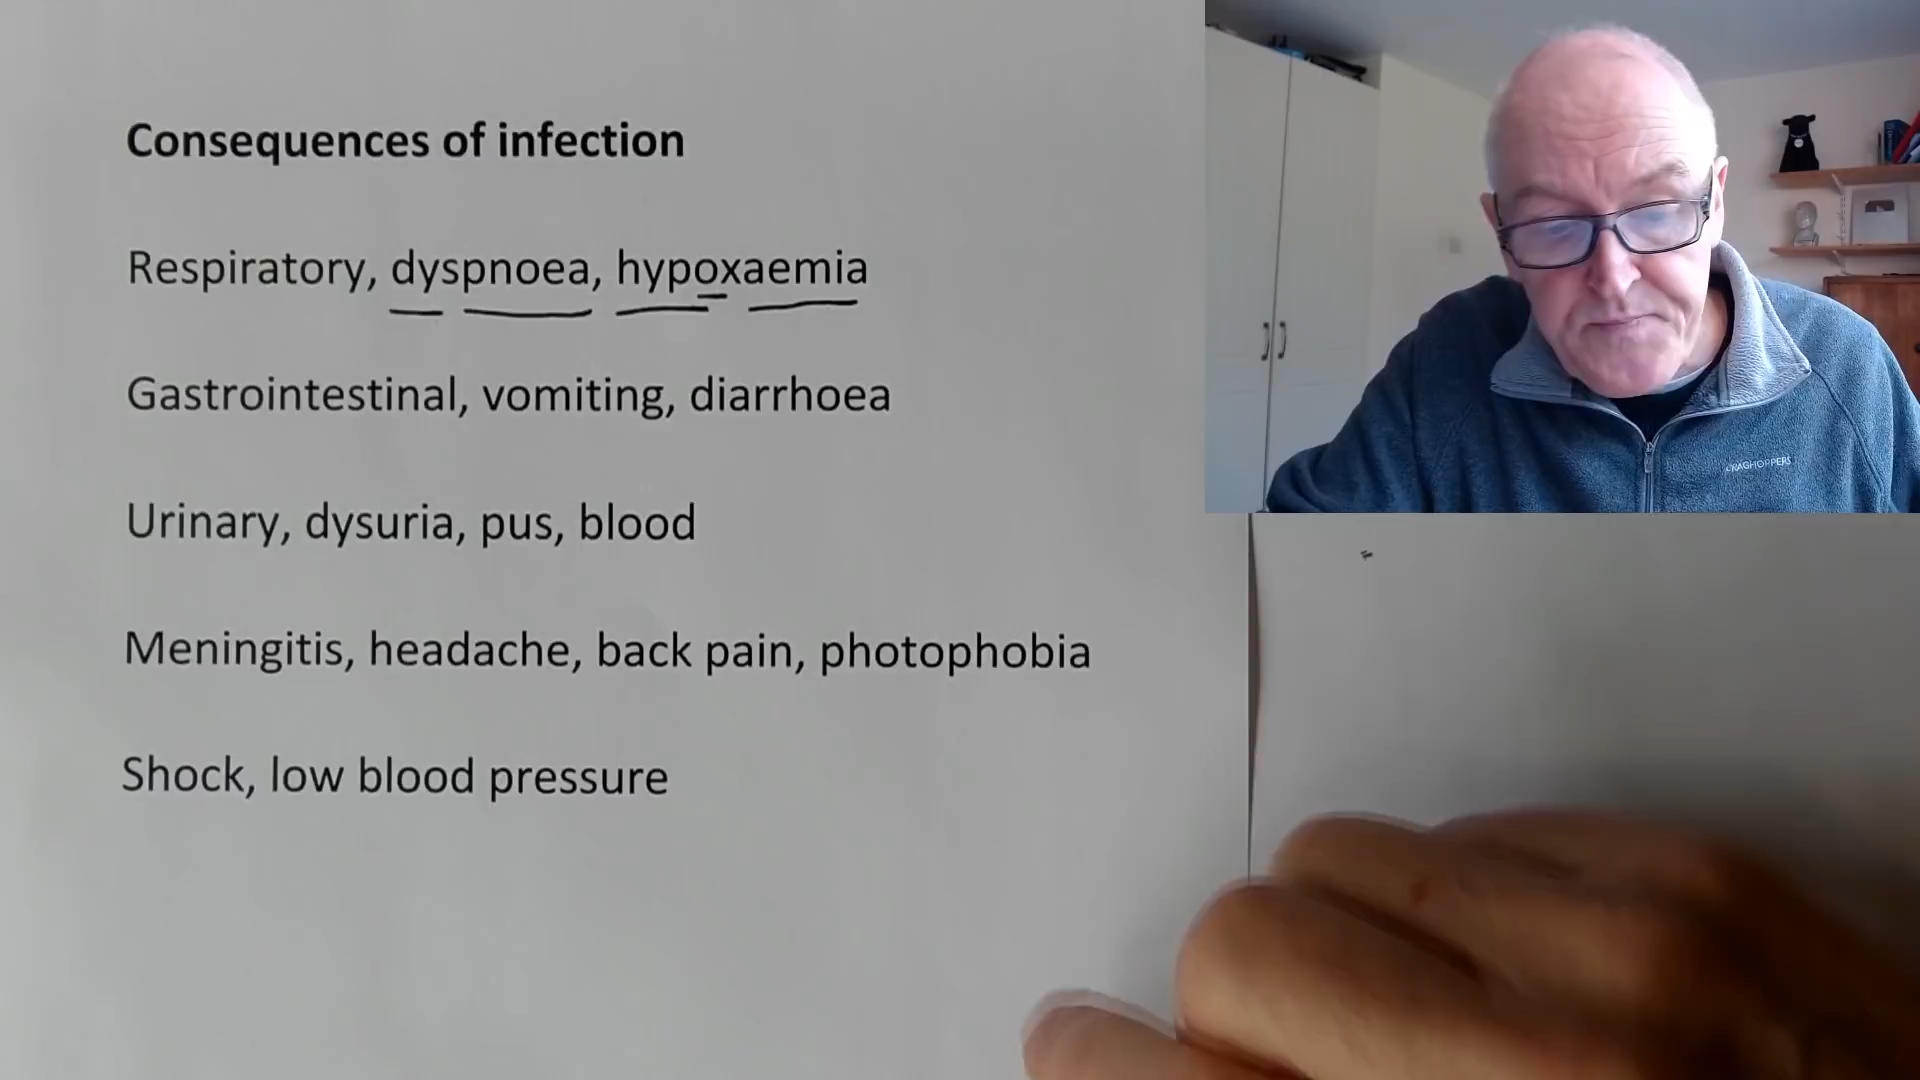 Consequences of infection
Respiratory, dyspnoea, hypoxaemia
Gastrointestinal, vomiting, diarrhoea
Urinary, dysuria, pus, blood
Meningitis, headache, back pain, photophobia
Shock, low blood pressure
CRAGHOPPERS